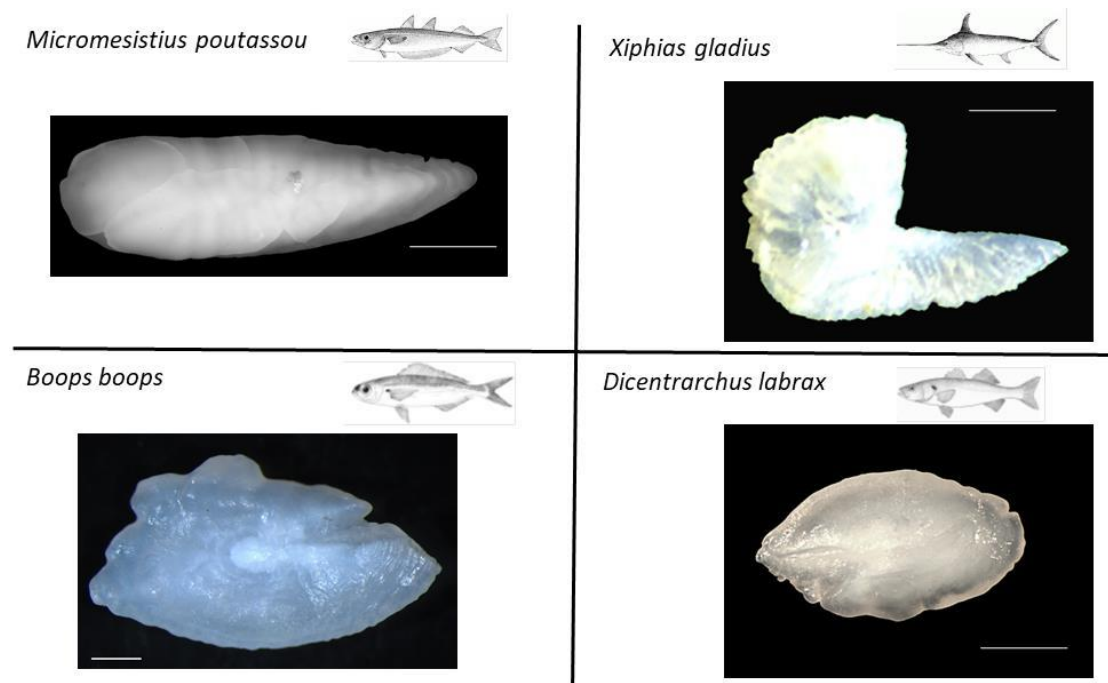 Micromesistius poutassou
Xiphias gladius
Boops boops
Dicentrarchus labrax